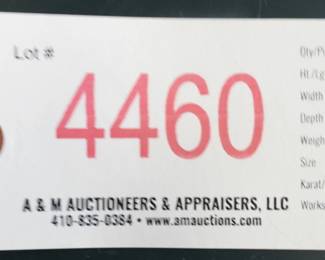 Lot #
4460
A & M AUCTIONEERS & APPRAISERS, LLC
410-835-0384 • www.amauctions.com
Qty/P
Ht./Lg
Width
Depth
Weigh
Size
Karat/
Works